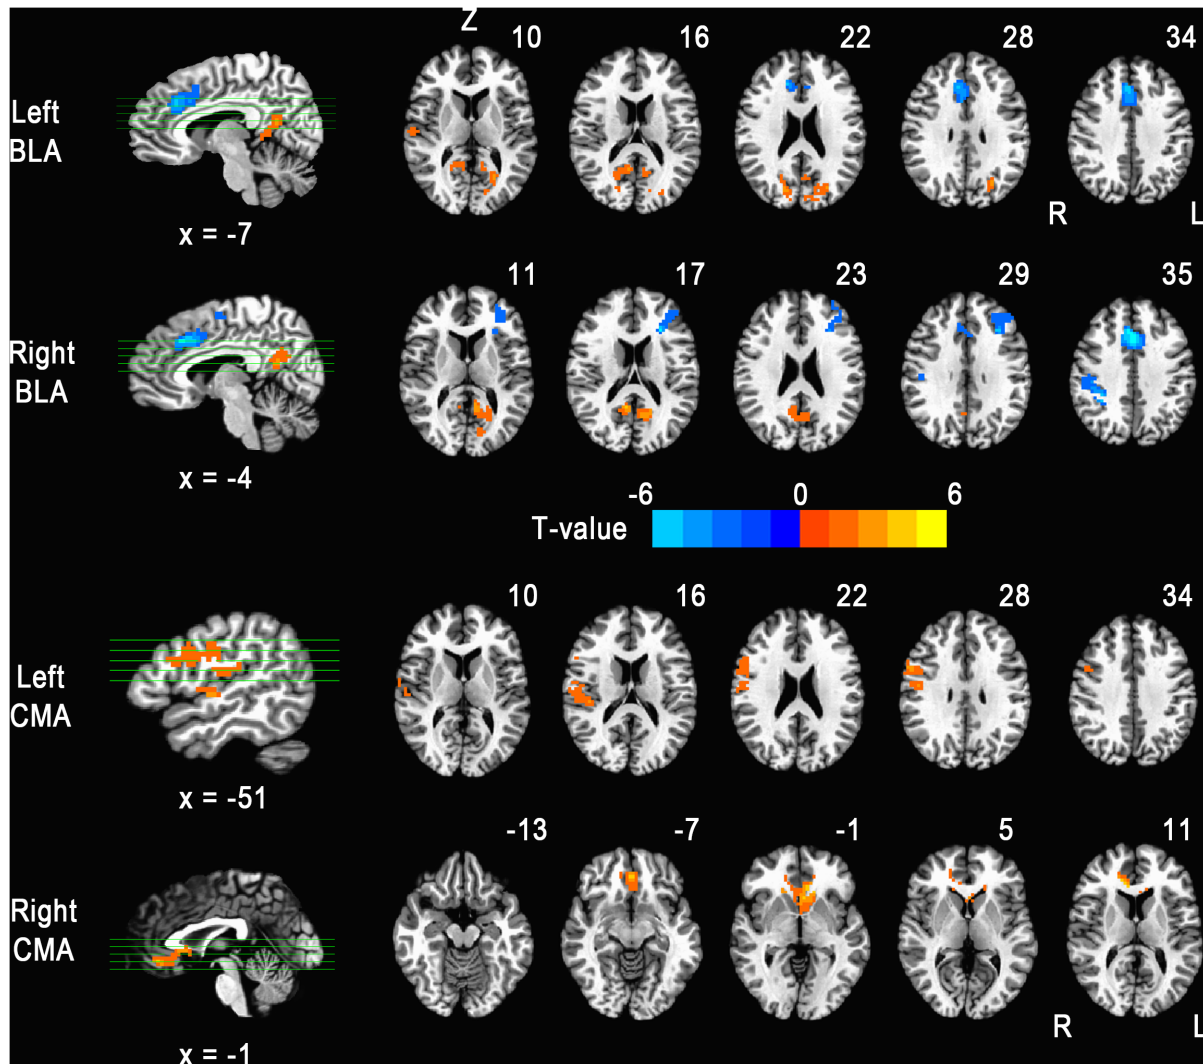 Z
10 16 22 28 34
Left
BLA
R L
x = -7
11 17 23 29 35
Right
BLA
x = -4
-6 0 6
T-value
10 16 22 28 34
Left
CMA
x = -51
-13 -7 -1 5 11
Right
CMA
R L
x = -1